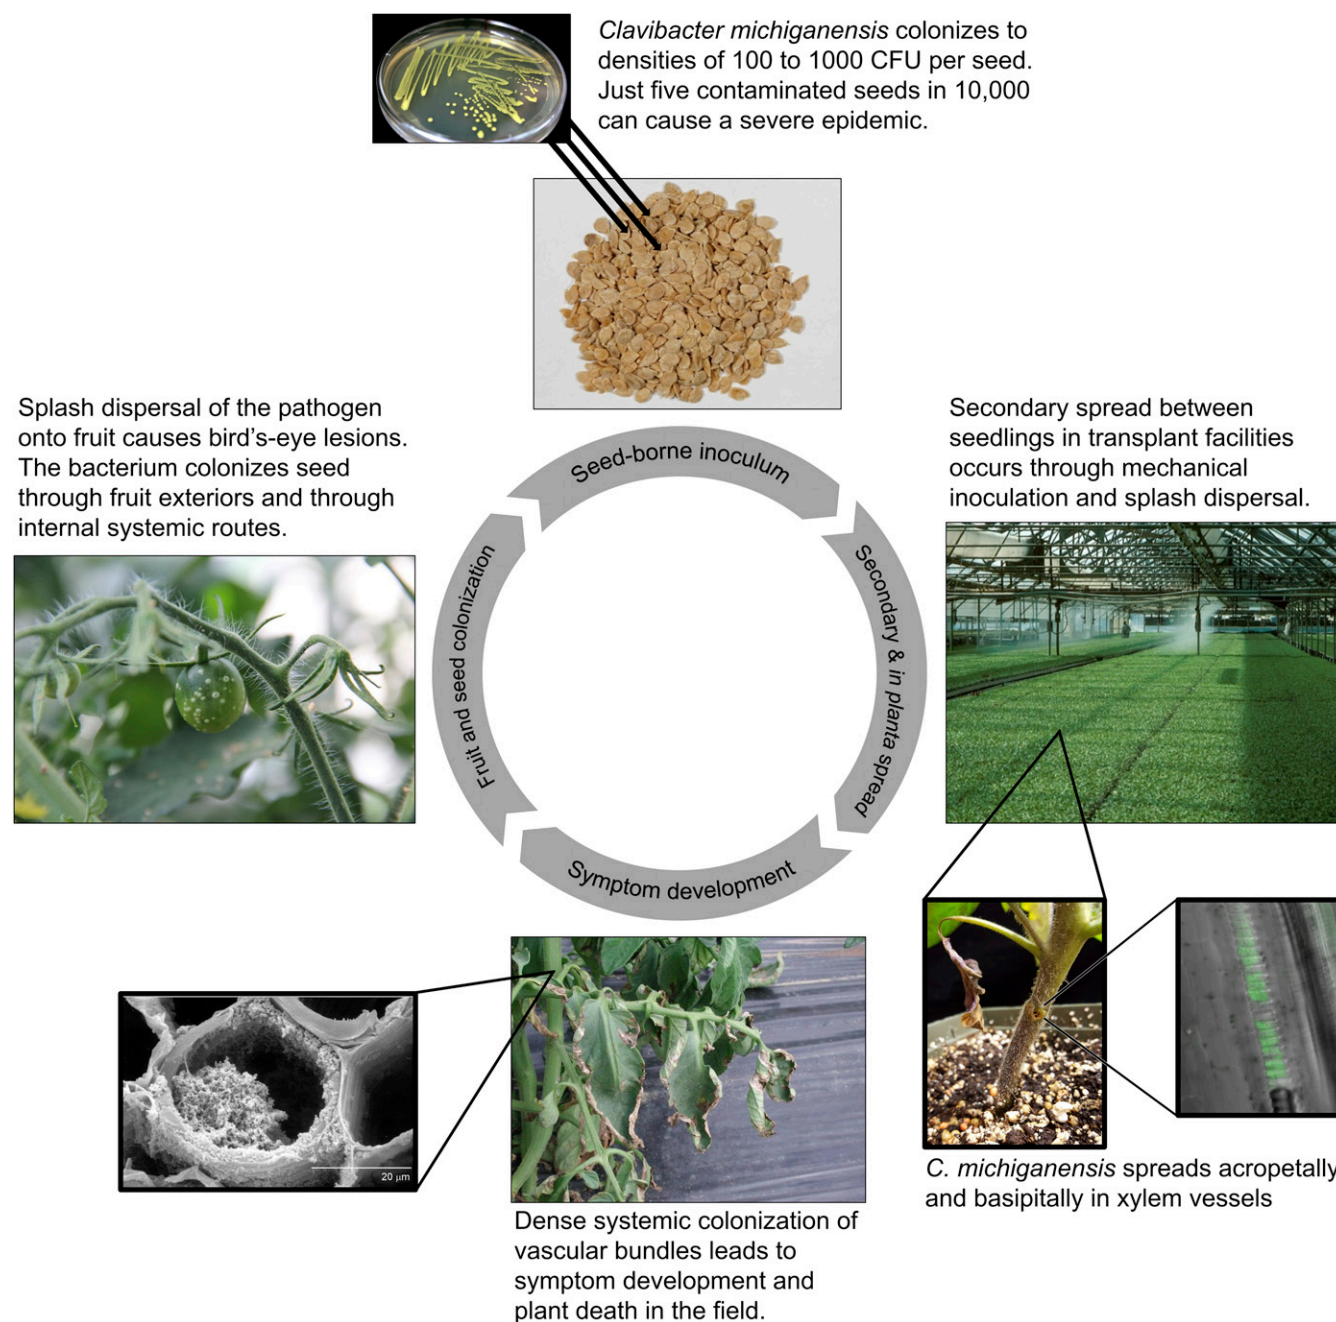 Clavibacter michiganensis colonizes to
densities of 100 to 1000 CFU per seed.
Just five contaminated seeds in 10,000
can cause a severe epidemic.
Splash dispersal of the pathogen
onto fruit causes bird's-eye lesions.
The bacterium colonizes seed
through fruit exteriors and through
internal systemic routes.
Secondary spread between
seedlings in transplant facilities
occurs through mechanical
inoculation and splash dispersal.
Seed-borne inoculum
Secondary & in planta spread
Symptom development
Fruit and seed colonization
20 μm
C. michiganensis spreads acropetally
and basipitally in xylem vessels
Dense systemic colonization of
vascular bundles leads to
symptom development and
plant death in the field.